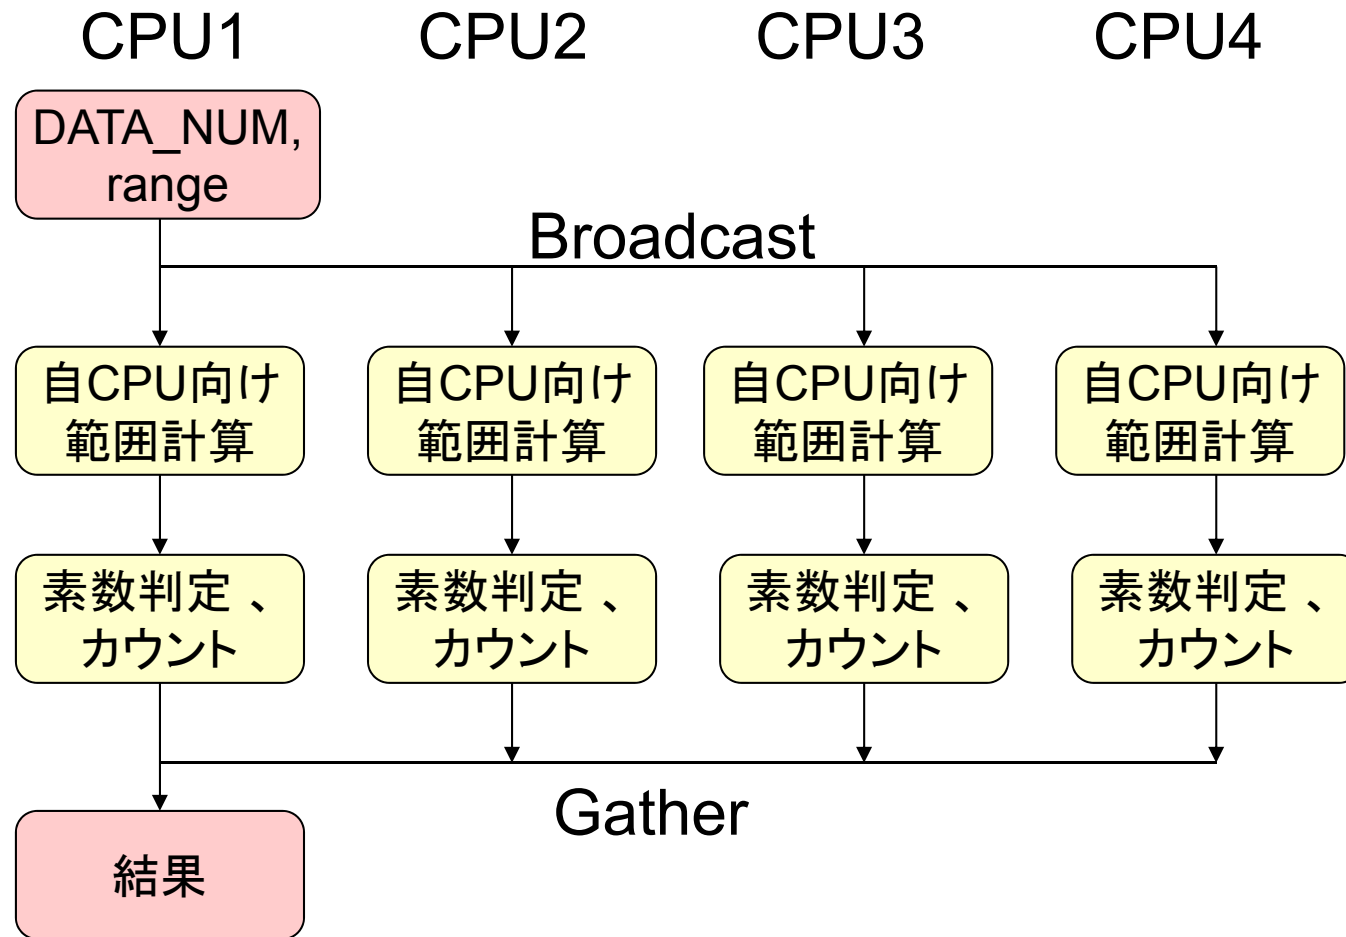 CPU1 CPU2 CPU3 CPU4
DATA_NUM,
range
Broadcast
自CPU向け
範囲計算
自CPU向け
範囲計算
自CPU向け
範囲計算
自CPU向け
範囲計算
素数判定 、
カウント
素数判定 、
カウント
素数判定 、
カウント
素数判定 、
カウント
Gather
結果